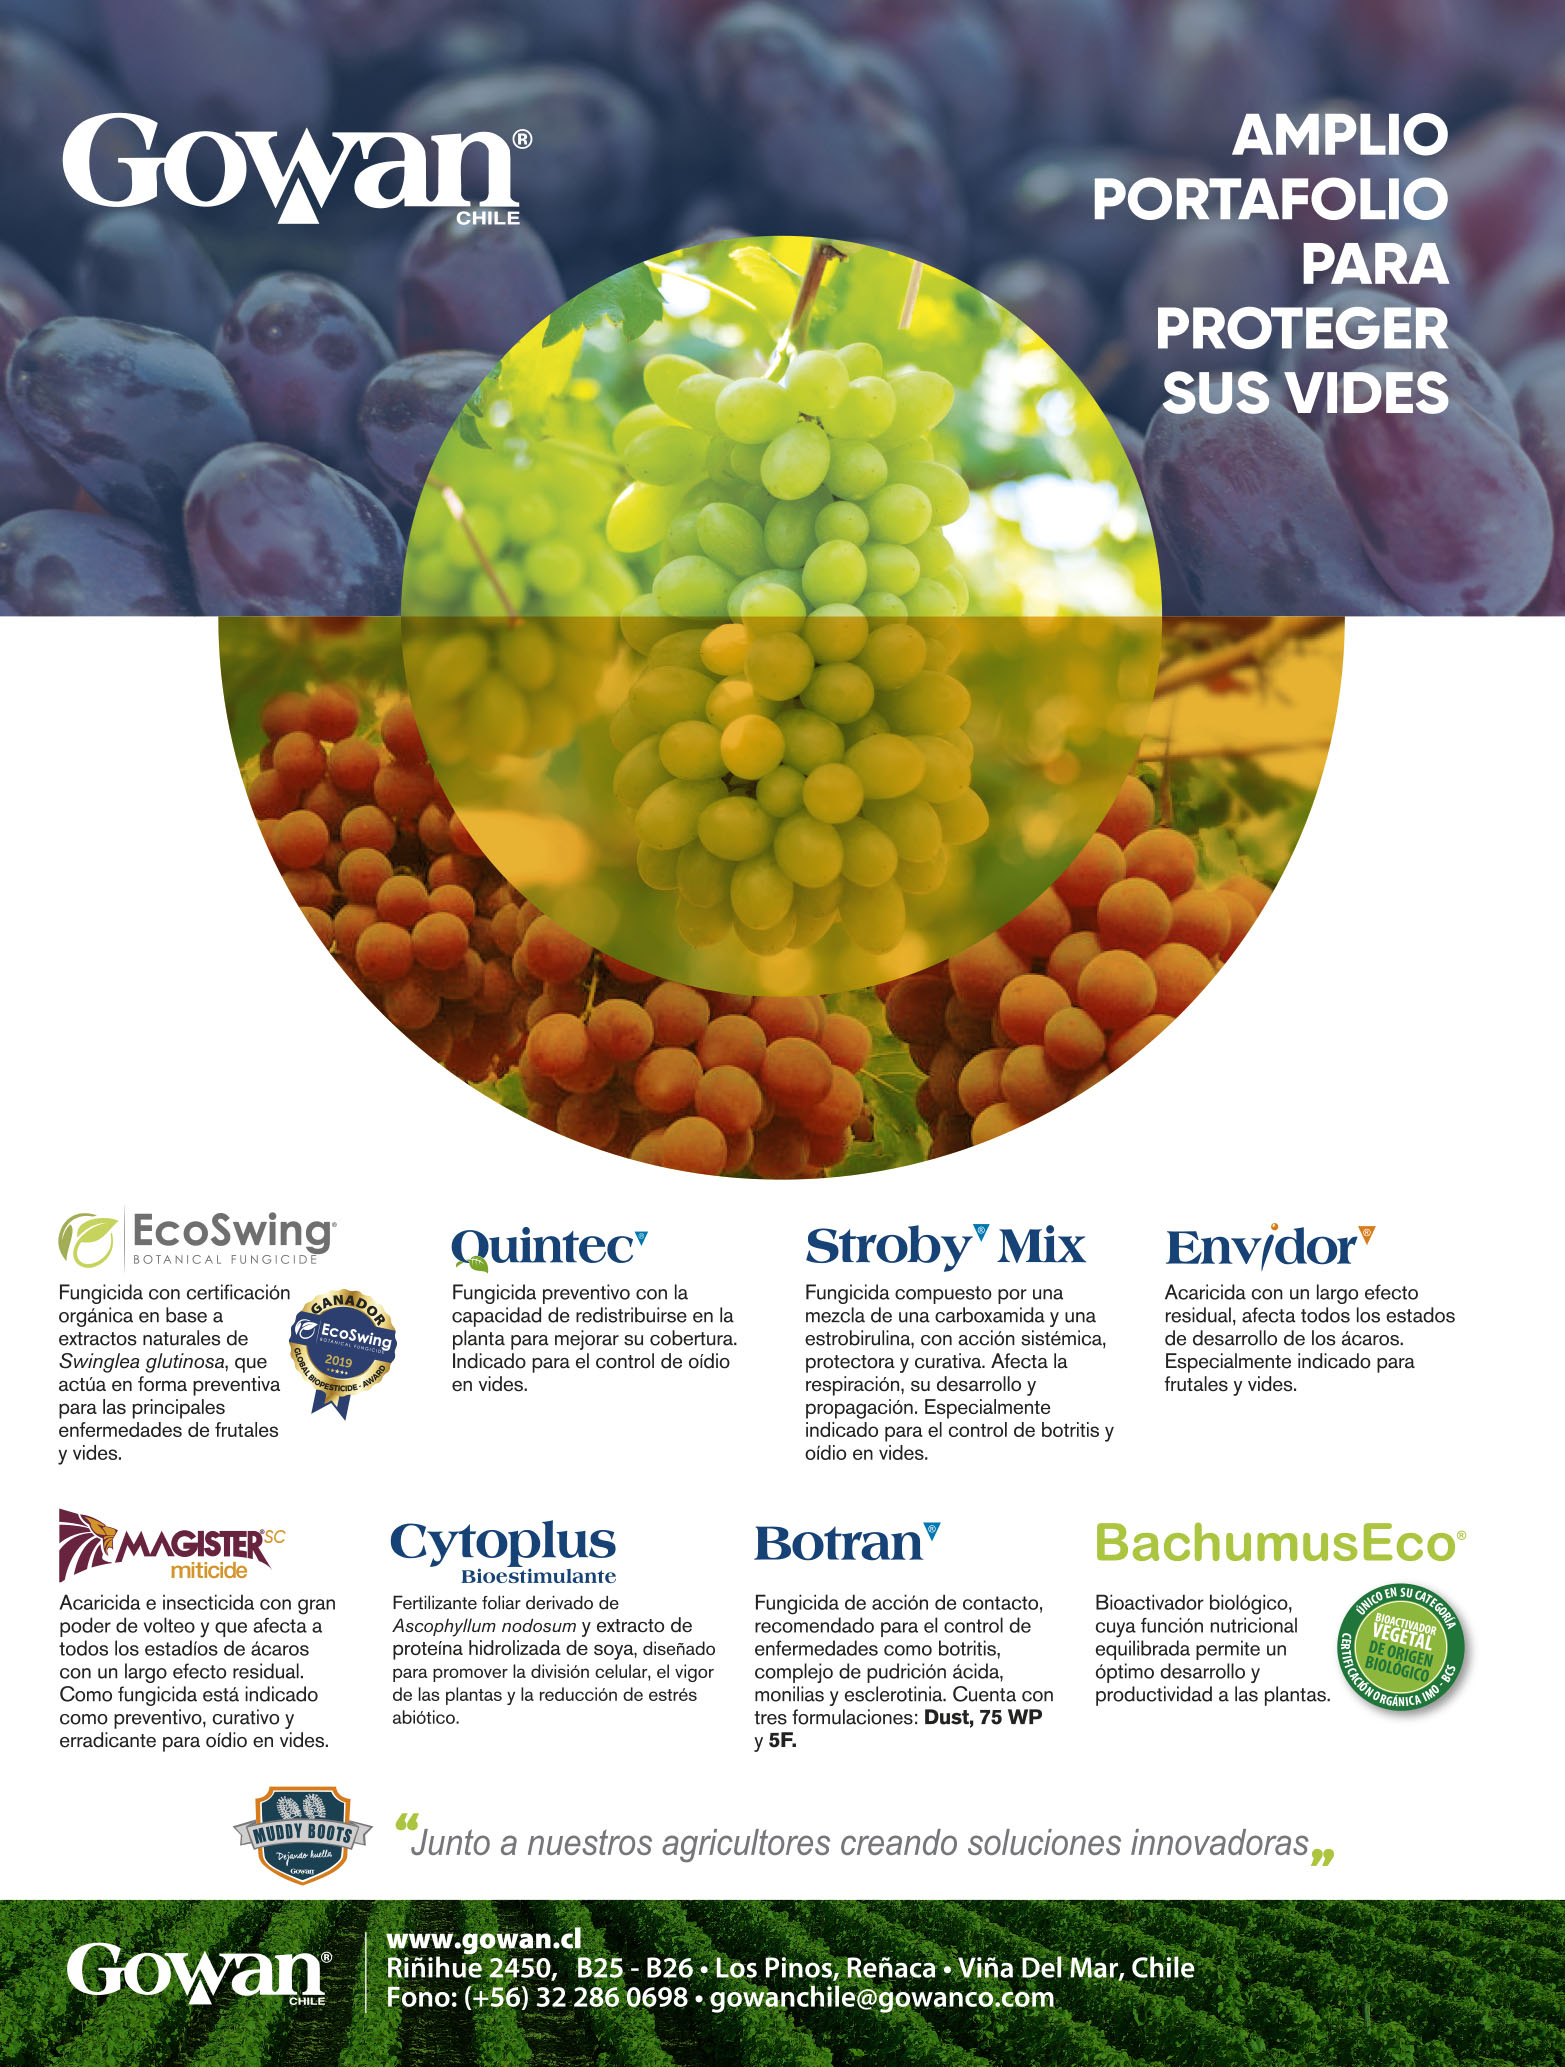 Gowan®
CHILE
AMPLIO
PORTAFOLIO
PARA
PROTEGER
SUS VIDES
EcoSwing®
BOTANICAL FUNGICIDE
Fungicida con certificación
orgánica en base a
extractos naturales de
Swinglea glutinosa, que
actúa en forma preventiva
para las principales
enfermedades de frutales
y vides.
GANADOR
EcoSwing
BOTANICAL FUNGICIDE
2019
GLOBAL BIOPESTICIDE - AWARD
Quintec®
Fungicida preventivo con la
capacidad de redistribuirse en la
planta para mejorar su cobertura.
Indicado para el control de oídio
en vides.
Stroby® Mix
Fungicida compuesto por una
mezcla de una carboxamida y una
estrobirulina, con acción sistémica,
protectora y curativa. Afecta la
respiración, su desarrollo y
propagación. Especialmente
indicado para el control de botritis y
oídio en vides.
Envidor®
Acaricida con un largo efecto
residual, afecta todos los estados
de desarrollo de los ácaros.
Especialmente indicado para
frutales y vides.
MAGISTER® SC
miticide
Acaricida e insecticida con gran
poder de volteo y que afecta a
todos los estadíos de ácaros
con un largo efecto residual.
Como fungicida está indicado
como preventivo, curativo y
erradicante para oídio en vides.
Cytoplus
Bioestimulante
Fertilizante foliar derivado de
Ascophyllum nodosum y extracto de
proteína hidrolizada de soya, diseñado
para promover la división celular, el vigor
de las plantas y la reducción de estrés
abiótico.
Botran®
Fungicida de acción de contacto,
recomendado para el control de
enfermedades como botritis,
complejo de pudrición ácida,
monilias y esclerotinia. Cuenta con
tres formulaciones: Dust, 75 WP
y 5F.
BachumusEco®
Bioactivador biológico,
cuya función nutricional
equilibrada permite un
óptimo desarrollo y
productividad a las plantas.
ÚNICO EN SU CATEGORÍA
BIOACTIVADOR
VEGETAL
DE ORIGEN
BIOLÓGICO
CERTIFICACIÓN ORGÁNICA IMO - BCS
MUDDY BOOTS
Dejando huella
Gowan
“Junto a nuestros agricultores creando soluciones innovadoras”
Gowan®
CHILE
www.gowan.cl
Riñihue 2450, B25 - B26 • Los Pinos, Reñaca • Viña Del Mar, Chile
Fono: (+56) 32 286 0698 • gowanchile@gowanco.com